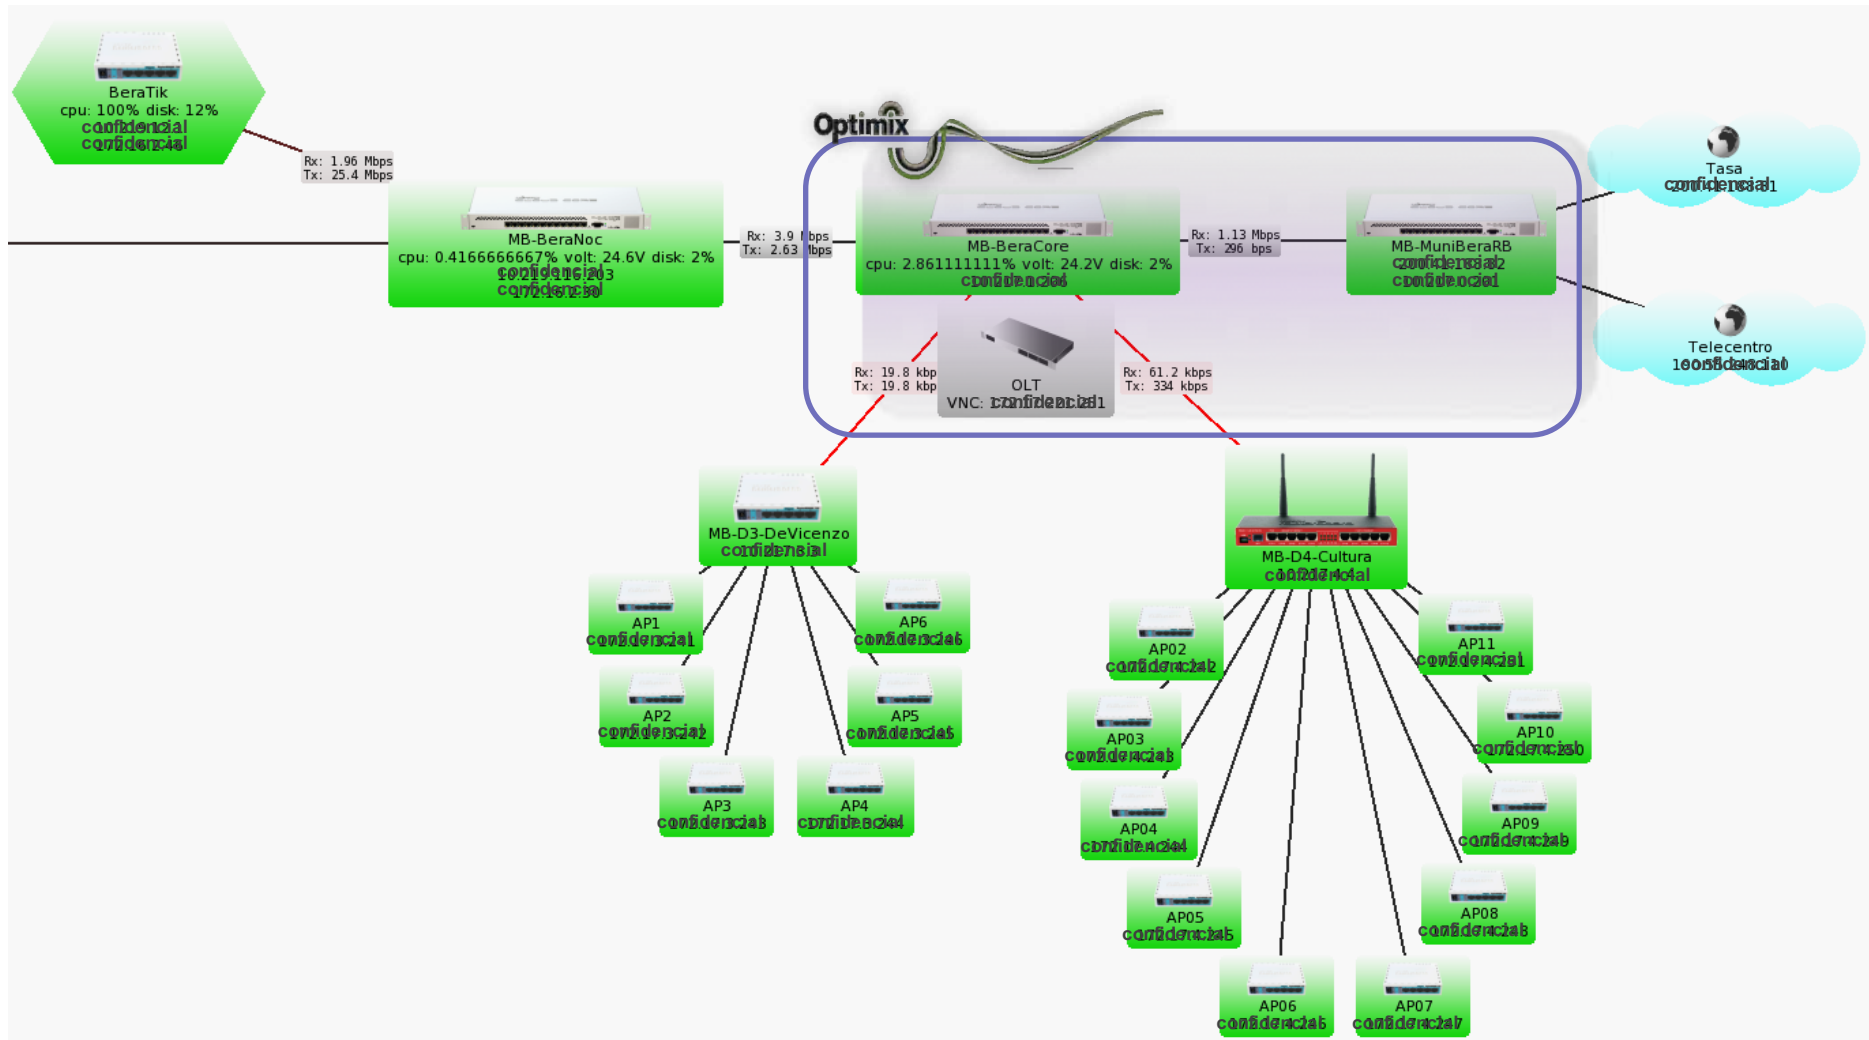 BeraTik
cpu: 100% disk: 12%
confidencial
confidencial
Rx: 1.96 Mbps
Tx: 25.4 Mbps
MB-BeraNoc
cpu: 0.4166666667% volt: 24.6V disk: 2%
confidencial
confidencial
Rx: 3.9 Mbps
Tx: 2.63 Mbps
Optimix
MB-BeraCore
cpu: 2.861111111% volt: 24.2V disk: 2%
confidencial
Rx: 1.13 Mbps
Tx: 296 bps
MB-MuniBeraRB
confidencial
confidencial
Tasa
confidencial
Telecentro
confidencial
Rx: 19.8 kbp
Tx: 19.8 kbp
OLT
VNC: confidencial
Rx: 61.2 kbps
Tx: 334 kbps
MB-D3-DeVicenzo
confidencial
AP1
confidencial
AP2
confidencial
AP3
confidencial
AP4
confidencial
AP5
confidencial
AP6
confidencial
MB-D4-Cultura
confidencial
AP02
confidencial
AP03
confidencial
AP04
confidencial
AP05
confidencial
AP06
confidencial
AP07
confidencial
AP08
confidencial
AP09
confidencial
AP10
confidencial
AP11
confidencial